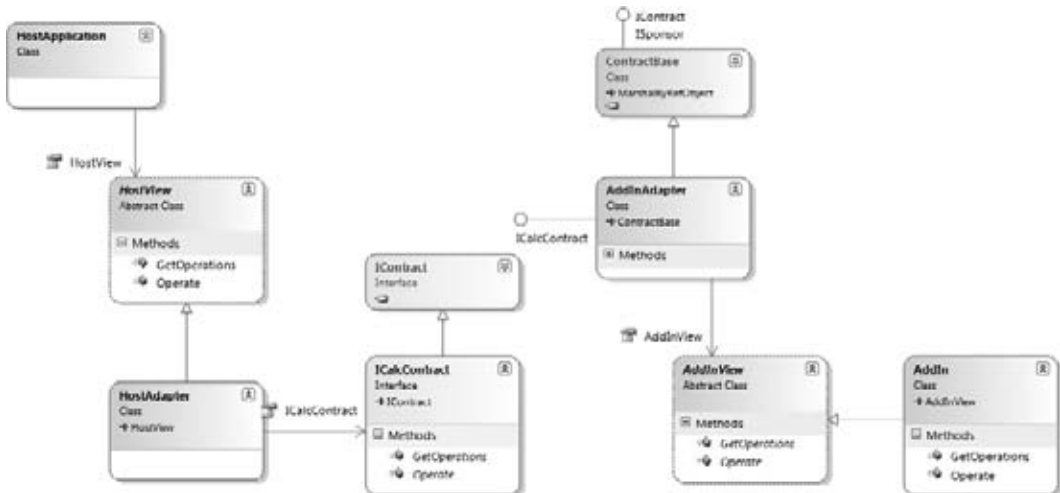 HostApplication
Class
HostView
HostView
Abstract Class
Methods
GetOperations
Operate
HostAdapter
Class
HostView
ICalcContract
IContract
Interface
ICalcContract
Interface
IContract
Methods
GetOperations
Operate
IContract
ISponsor
ContractBase
Class
MarshalByRefObject
AddInAdapter
Class
ContractBase
Methods
ICalcContract
AddInView
AddInView
Abstract Class
Methods
GetOperations
Operate
AddIn
Class
AddInView
Methods
GetOperations
Operate